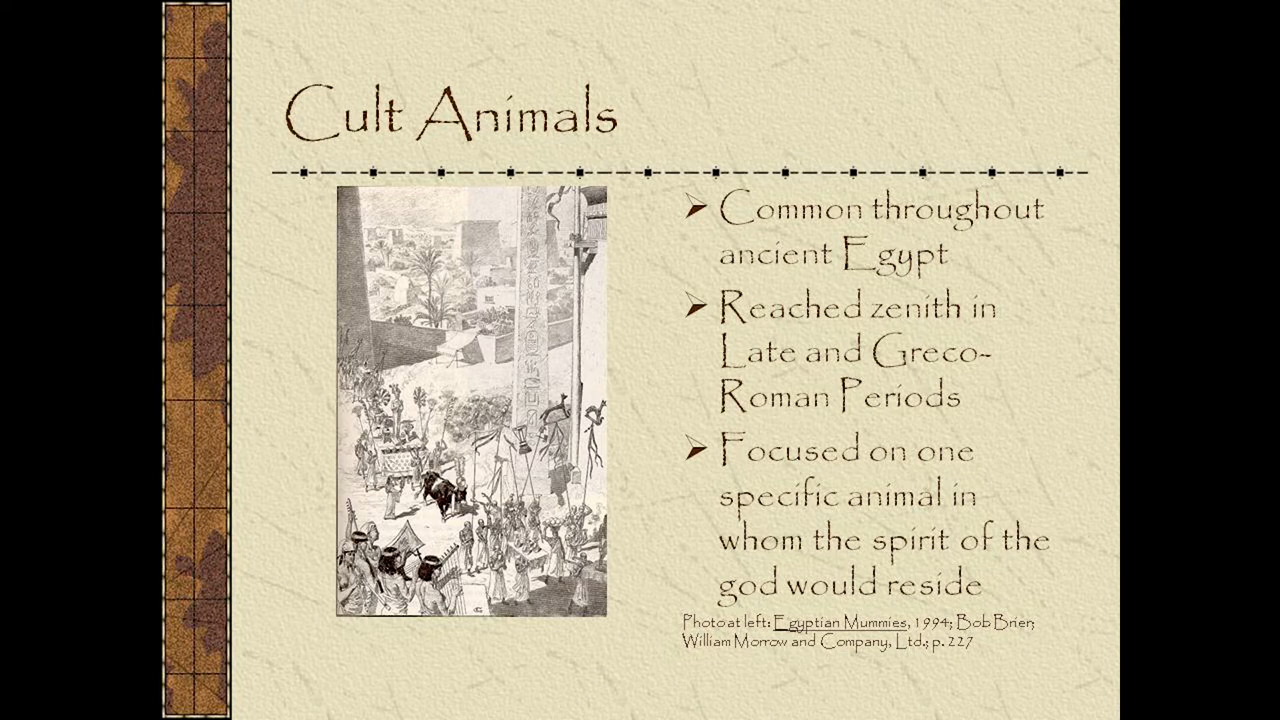 Cult Animals
Common throughout
ancient Egypt
Reached zenith in
Late and Greco-
Roman Periods
Focused on one
specific animal in
whom the spirit of the
god would reside
Photo at left: Egyptian Mummies, 1994; Bob Brier;
William Morrow and Company, Ltd.; p. 227